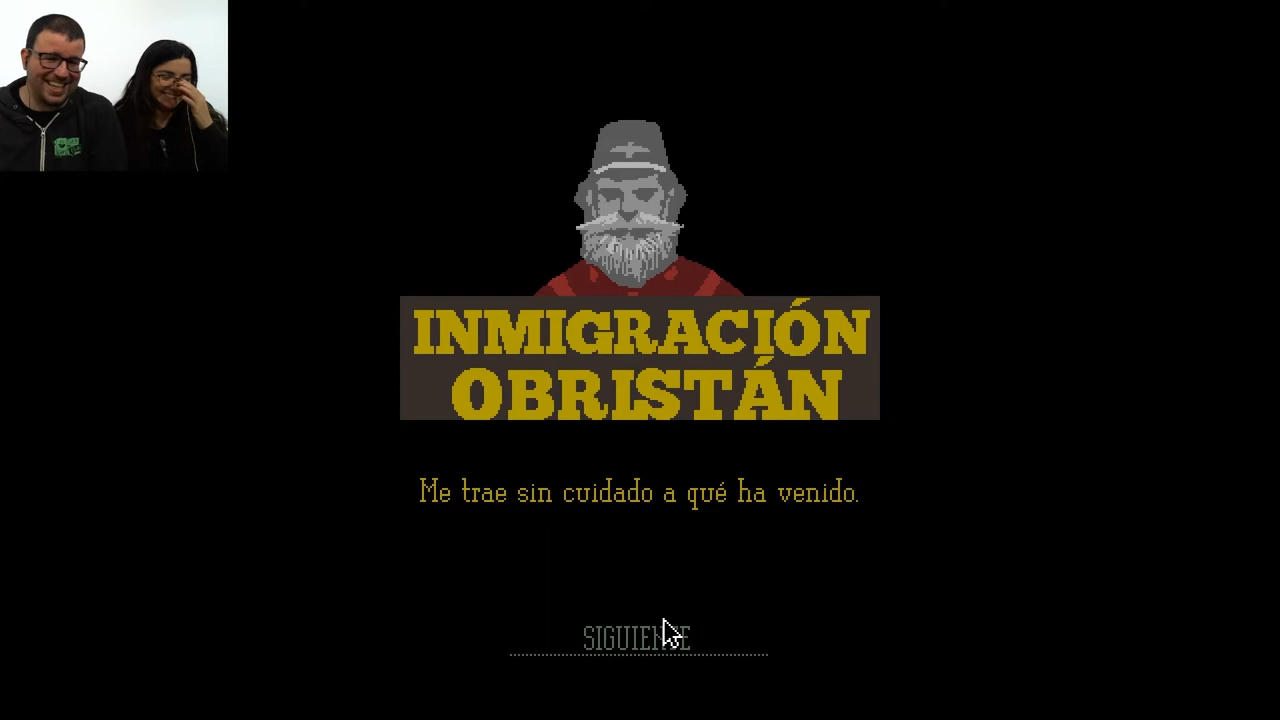 INMIGRACIÓN
OBRISTÁN
Me trae sin cuidado a qué ha venido.
SIGUIENTE